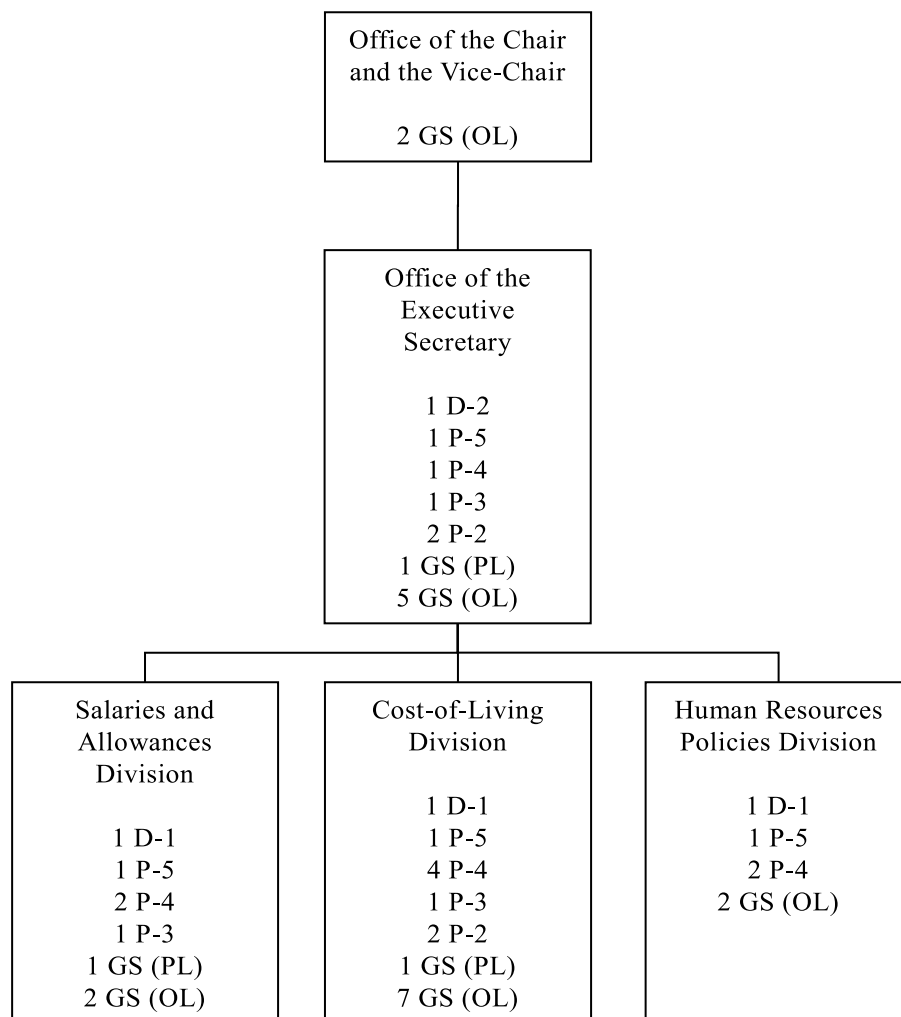 Office of the Chair
and the Vice-Chair
2 GS (OL)
Office of the
Executive
Secretary
1 D-2
1 P-5
1 P-4
1 P-3
2 P-2
1 GS (PL)
5 GS (OL)
Salaries and
Allowances
Division
1 D-1
1 P-5
2 P-4
1 P-3
1 GS (PL)
2 GS (OL)
Cost-of-Living
Division
1 D-1
1 P-5
4 P-4
1 P-3
2 P-2
1 GS (PL)
7 GS (OL)
Human Resources
Policies Division
1 D-1
1 P-5
2 P-4
2 GS (OL)